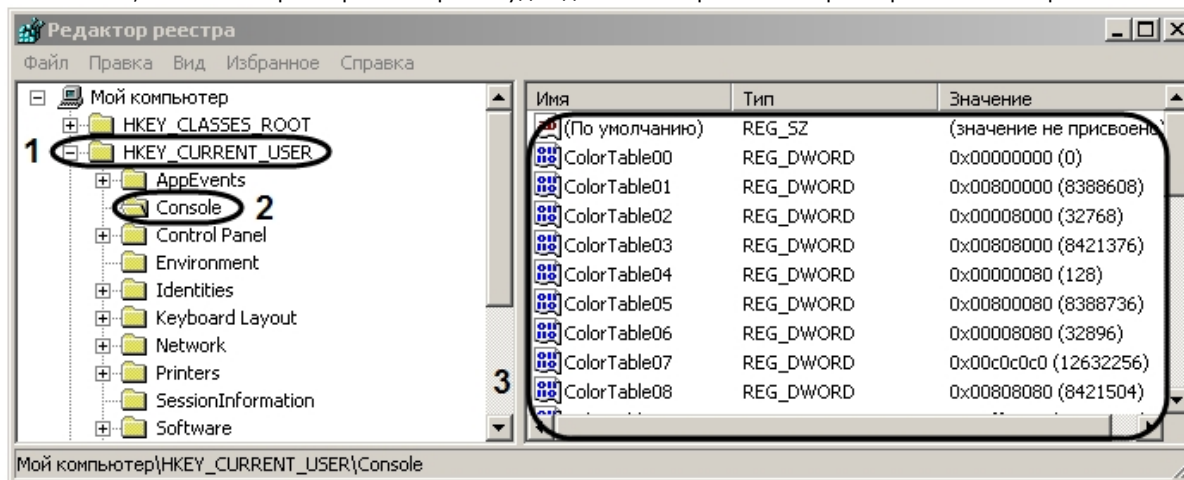 Редактор реестра
Файл Правка Вид Избранное Справка
Мой компьютер
HKEY_CLASSES_ROOT
1 HKEY_CURRENT_USER
AppEvents
Console 2
Control Panel
Environment
Identities
Keyboard Layout
Network
Printers
SessionInformation
Software
3
Имя Тип Значение
(По умолчанию) REG_SZ (значение не присвоено)
ColorTable00 REG_DWORD 0x00000000 (0)
ColorTable01 REG_DWORD 0x00800000 (8388608)
ColorTable02 REG_DWORD 0x00008000 (32768)
ColorTable03 REG_DWORD 0x00808000 (8421376)
ColorTable04 REG_DWORD 0x00000080 (128)
ColorTable05 REG_DWORD 0x00800080 (8388736)
ColorTable06 REG_DWORD 0x00008080 (32896)
ColorTable07 REG_DWORD 0x00c0c0c0 (12632256)
ColorTable08 REG_DWORD 0x00808080 (8421504)
Мой компьютер\HKEY_CURRENT_USER\Console